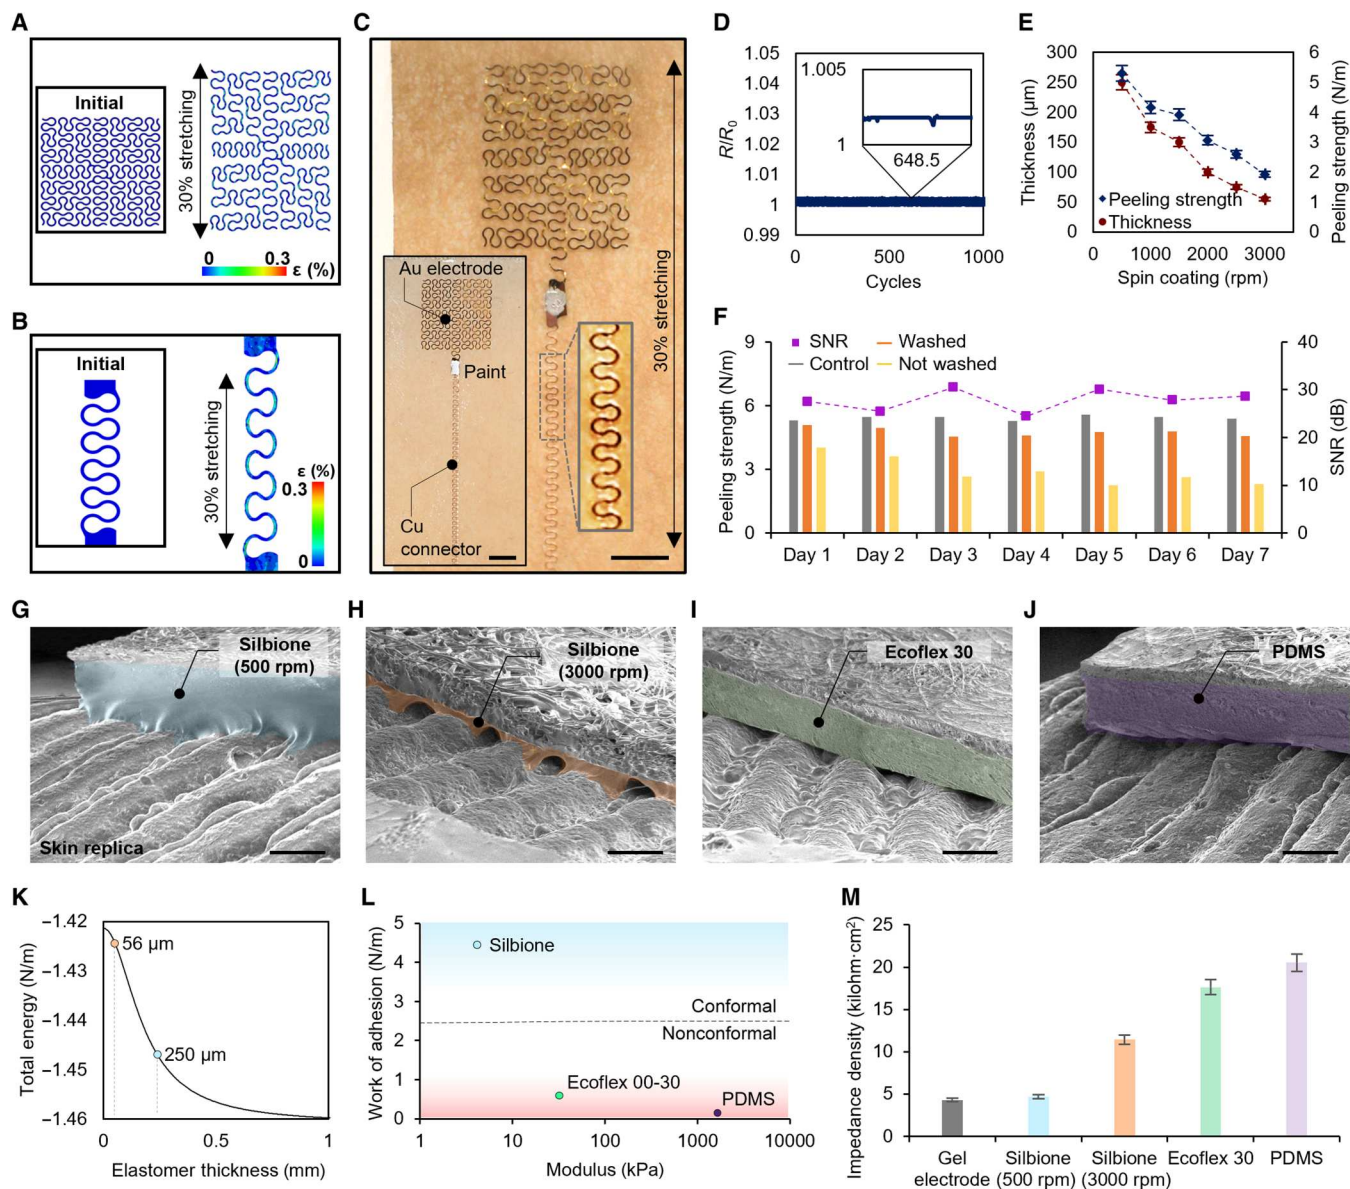 A
Initial
30% stretching
0
0.3
ε (%)
B
Initial
30% stretching
ε (%)
0.3
0
C
Au electrode
Paint
Cu
connector
30% stretching
D
1.05
1.04
1.03
1.02
1.01
1
0.99
R/R0
1.005
1
648.5
0
500
1000
Cycles
E
300
250
200
150
100
50
0
Thickness (µm)
Peeling strength
Thickness
6
5
4
3
2
1
0
Peeling strength (N/m)
0
1000
2000
3000
Spin coating (rpm)
F
9
6
3
0
Peeling strength (N/m)
SNR
Washed
Control
Not washed
40
30
20
10
0
SNR (dB)
Day 1
Day 2
Day 3
Day 4
Day 5
Day 6
Day 7
G
Silbione
(500 rpm)
Skin replica
H
Silbione
(3000 rpm)
I
Ecoflex 30
J
PDMS
K
−1.42
−1.43
−1.44
−1.45
−1.46
Total energy (N/m)
56 µm
250 µm
0
0.5
1
Elastomer thickness (mm)
L
5
4
3
2
1
0
Work of adhesion (N/m)
Silbione
Conformal
Nonconformal
Ecoflex 00-30
PDMS
1
10
100
1000
10000
Modulus (kPa)
M
25
20
15
10
5
0
Impedance density (kilohm·cm²)
Gel
electrode
Silbione
(500 rpm)
Silbione
(3000 rpm)
Ecoflex 30
PDMS